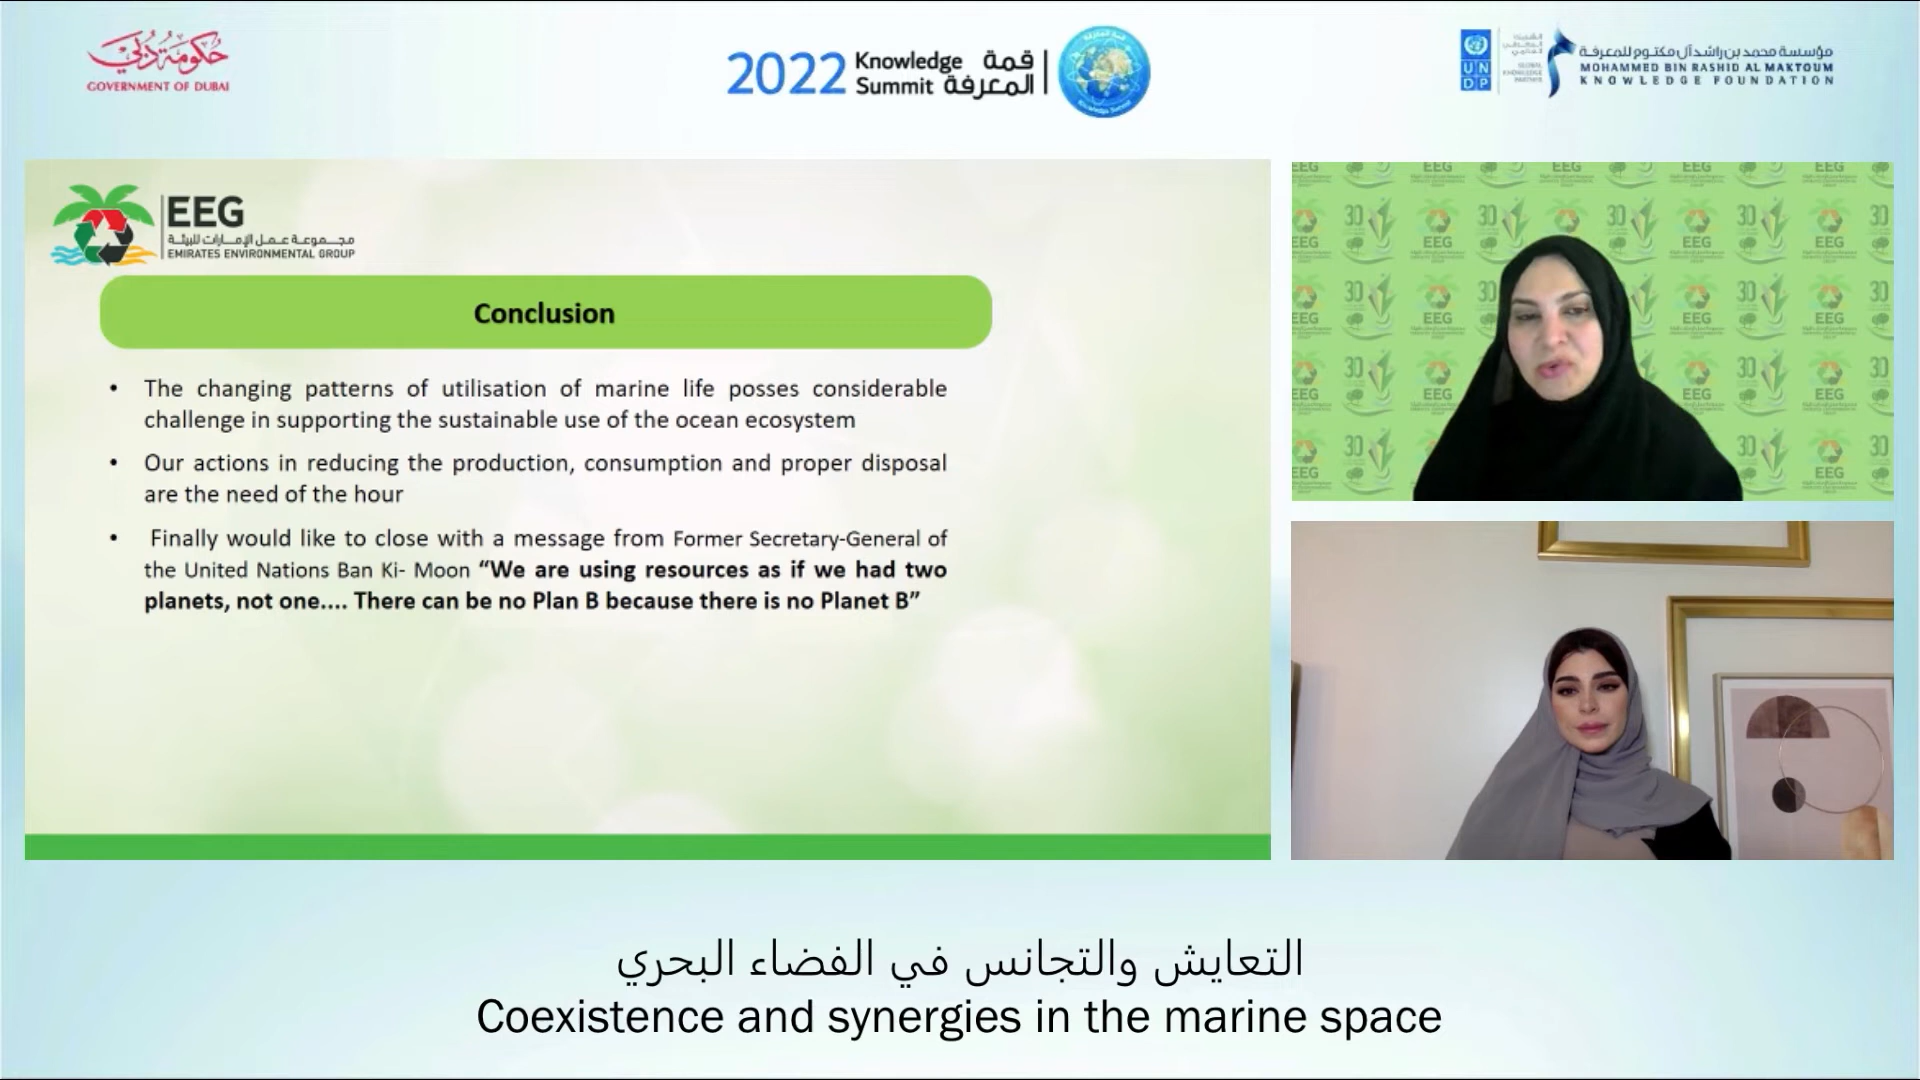 حكومة دبي
GOVERNMENT OF DUBAI
2022 Knowledge Summit
قمة المعرفة
UN
DP
مؤسسة محمد بن راشد آل مكتوم للمعرفة
MOHAMMED BIN RASHID AL MAKTOUM
KNOWLEDGE FOUNDATION
EEG
مجموعة عمل الإمارات للبيئة
EMIRATES ENVIRONMENTAL GROUP
Conclusion
• The changing patterns of utilisation of marine life posses considerable
challenge in supporting the sustainable use of the ocean ecosystem
• Our actions in reducing the production, consumption and proper disposal
are the need of the hour
• Finally would like to close with a message from Former Secretary-General of
the United Nations Ban Ki- Moon “We are using resources as if we had two
planets, not one.... There can be no Plan B because there is no Planet B”
التعايش والتجانس في الفضاء البحري
Coexistence and synergies in the marine space